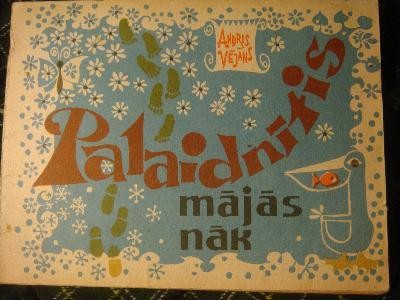 ANDRIS
VĒJĀNS
Palaidnītis
mājās
nāk